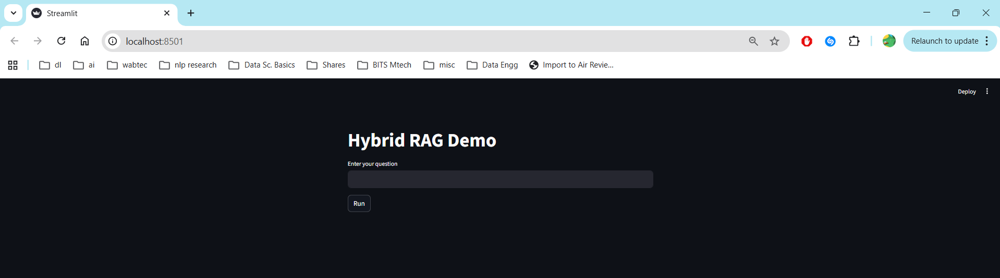 Streamlit
localhost:8501
Relaunch to update
dl ai wabtec nlp research Data Sc. Basics Shares BITS Mtech misc Data Engg Import to Air Revie...
Deploy
Hybrid RAG Demo
Enter your question
Run